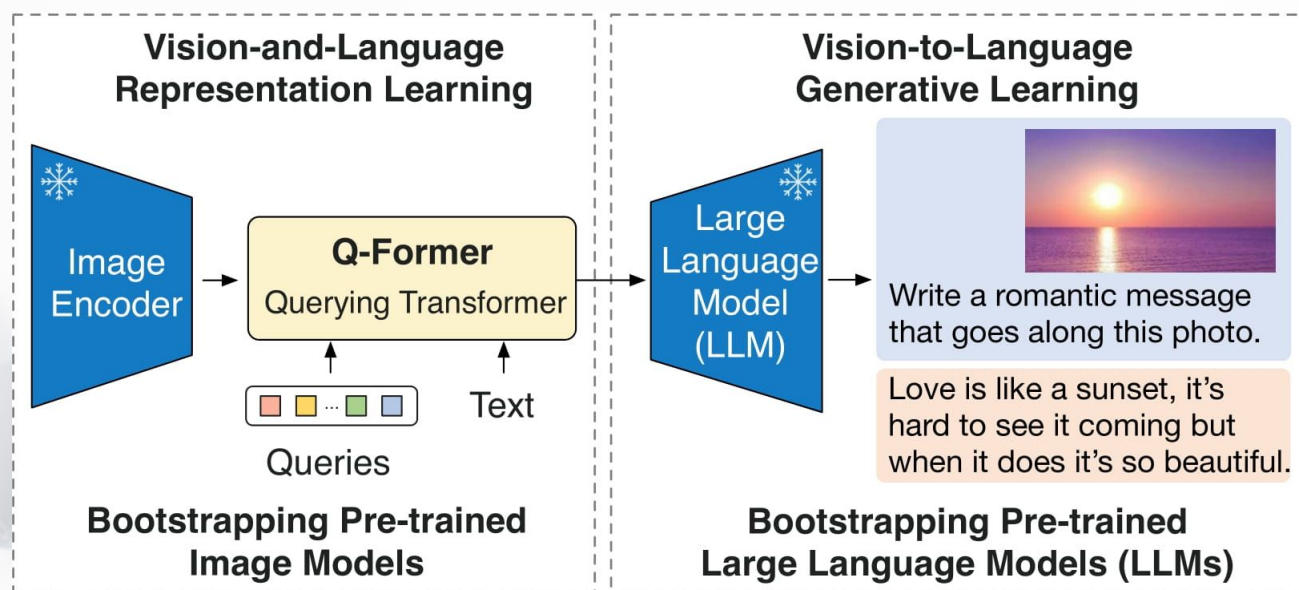 Vision-and-Language
Representation Learning
Image
Encoder
Q-Former
Querying Transformer
...
Queries
Text
Bootstrapping Pre-trained
Image Models
Vision-to-Language
Generative Learning
Large
Language
Model
(LLM)
Write a romantic message
that goes along this photo.
Love is like a sunset, it's
hard to see it coming but
when it does it's so beautiful.
Bootstrapping Pre-trained
Large Language Models (LLMs)